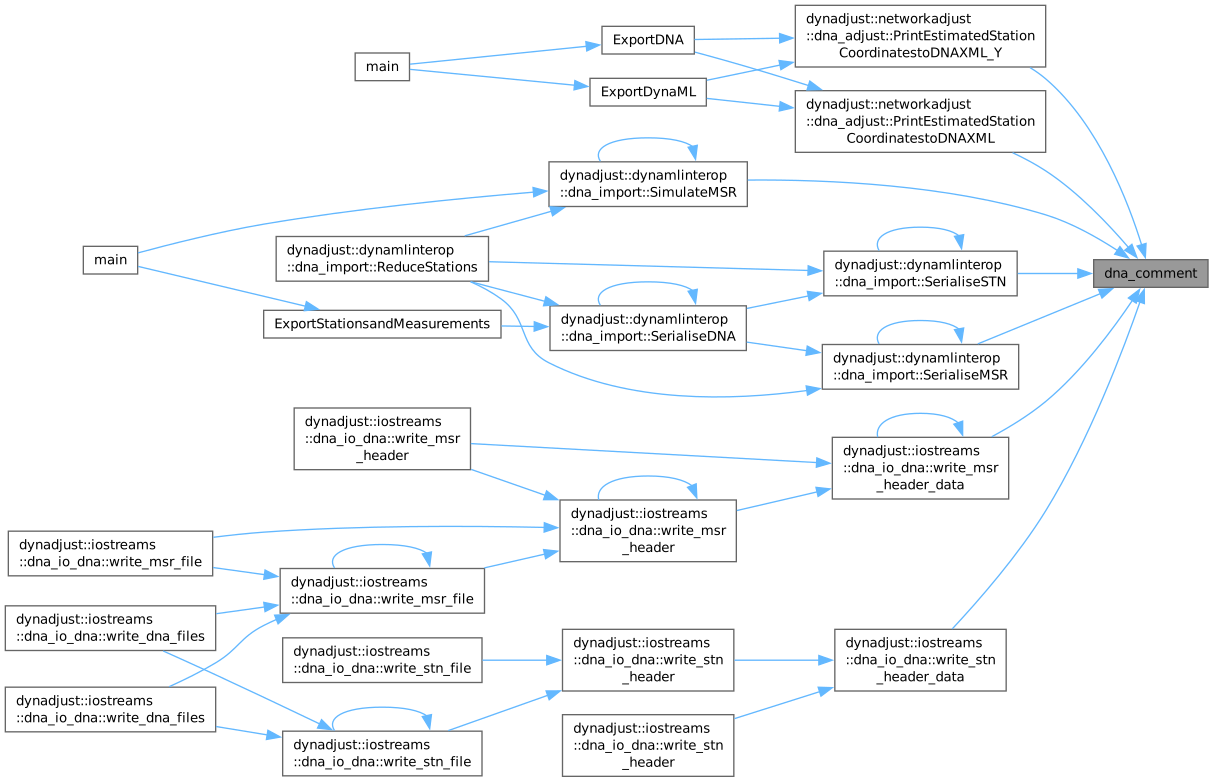 dynadjust::networkadjust
::dna_adjust::PrintEstimatedStation
CoordinatestoDNAXML_Y
ExportDNA
main
ExportDynaML
dynadjust::networkadjust
::dna_adjust::PrintEstimatedStation
CoordinatestoDNAXML
dynadjust::dynamlinterop
::dna_import::SimulateMSR
main
dynadjust::dynamlinterop
::dna_import::ReduceStations
dynadjust::dynamlinterop
::dna_import::SerialiseSTN
dna_comment
ExportStationsandMeasurements
dynadjust::dynamlinterop
::dna_import::SerialiseDNA
dynadjust::dynamlinterop
::dna_import::SerialiseMSR
dynadjust::iostreams
::dna_io_dna::write_msr
_header
dynadjust::iostreams
::dna_io_dna::write_msr
_header_data
dynadjust::iostreams
::dna_io_dna::write_msr
_header
dynadjust::iostreams
::dna_io_dna::write_msr_file
dynadjust::iostreams
::dna_io_dna::write_msr_file
dynadjust::iostreams
::dna_io_dna::write_dna_files
dynadjust::iostreams
::dna_io_dna::write_stn_file
dynadjust::iostreams
::dna_io_dna::write_stn
_header
dynadjust::iostreams
::dna_io_dna::write_stn
_header_data
dynadjust::iostreams
::dna_io_dna::write_dna_files
dynadjust::iostreams
::dna_io_dna::write_stn_file
dynadjust::iostreams
::dna_io_dna::write_stn
_header